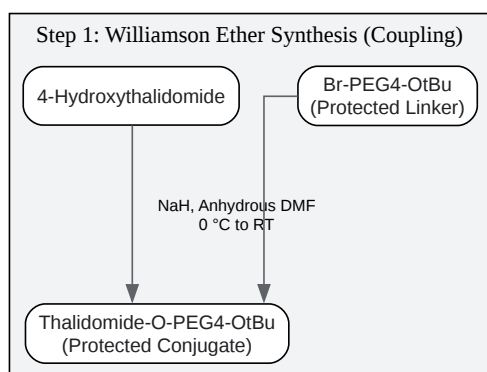 Step 1: Williamson Ether Synthesis (Coupling)
4-Hydroxythalidomide
Br-PEG4-OtBu
(Protected Linker)
NaH, Anhydrous DMF
0 °C to RT
Thalidomide-O-PEG4-OtBu
(Protected Conjugate)